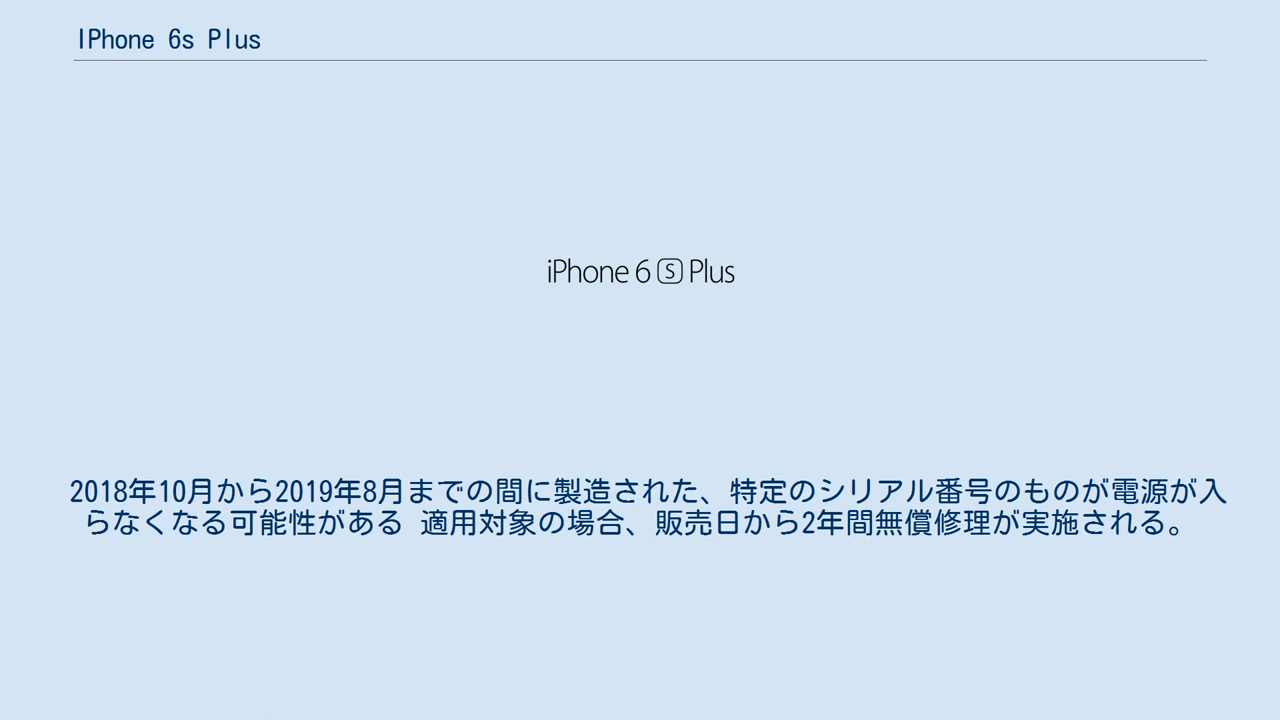 IPhone 6s Plus
iPhone 6 S Plus
2018年10月から2019年8月までの間に製造された、特定のシリアル番号のものが電源が入
らなくなる可能性がある 適用対象の場合、販売日から2年間無償修理が実施される。